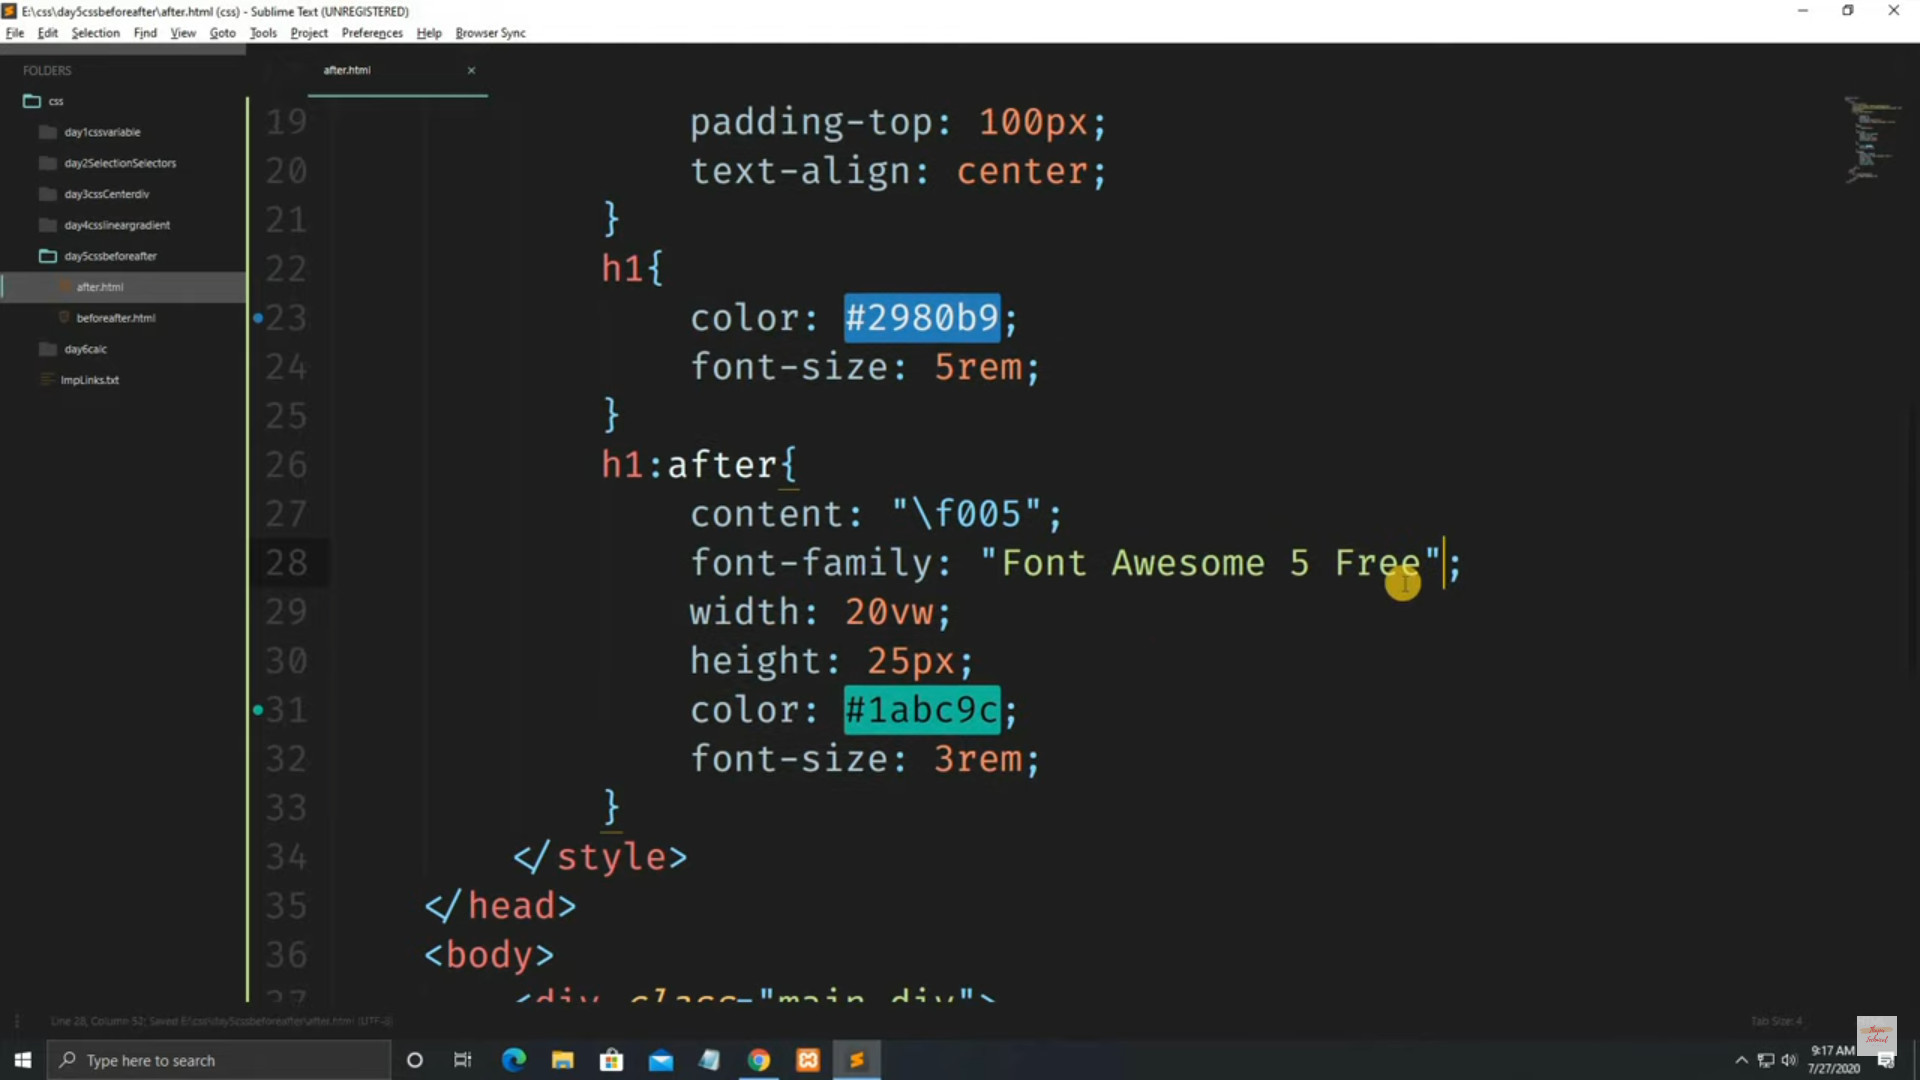 E:\css\day5cssbeforeafter\after.html (css) - Sublime Text (UNREGISTERED)
File Edit Selection Find View Goto Tools Project Preferences Help Browser Sync
FOLDERS
css
day1cssvariable
day2SelectionSelectors
day3cssCenterdiv
day4csslineargradient
day5cssbeforeafter
after.html
beforeafter.html
day6calc
ImpLinks.txt
after.html ×
19 padding-top: 100px;
20 text-align: center;
21 }
22 h1{
23 color: #2980b9;
24 font-size: 5rem;
25 }
26 h1:after{
27 content: "\f005";
28 font-family: "Font Awesome 5 Free";
29 width: 20vw;
30 height: 25px;
31 color: #1abc9c;
32 font-size: 3rem;
33 }
34 </style>
35 </head>
36 <body>
37 <div class="main div">
Line 28, Column 52; Saved E:\css\day5cssbeforeafter\after.html (UTF-8)
Tab Size: 4
Type here to search
9:17 AM
7/27/2020